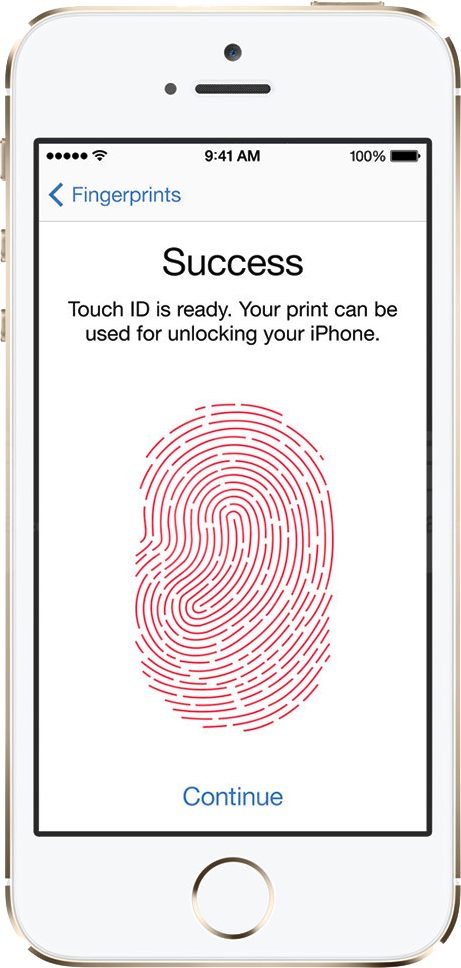 9:41 AM
100%
Fingerprints
Success
Touch ID is ready. Your print can be
used for unlocking your iPhone.
Continue